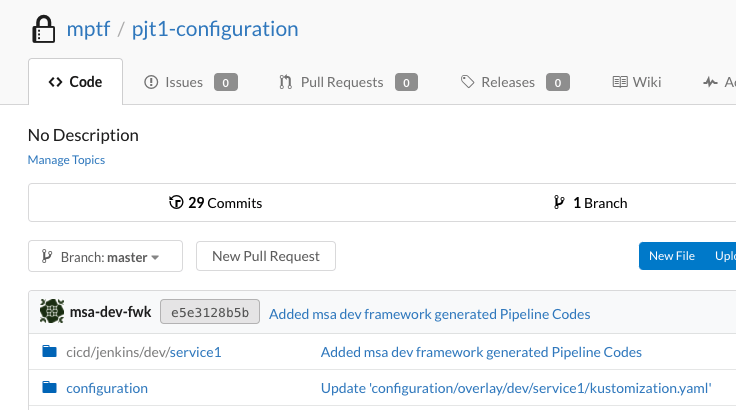 mptf / pjt1-configuration
Code Issues 0 Pull Requests 0 Releases 0 Wiki
No Description
Manage Topics
29 Commits 1 Branch
Branch: master New Pull Request New File
msa-dev-fwk e5e3128b5b Added msa dev framework generated Pipeline Codes
cicd/jenkins/dev/service1 Added msa dev framework generated Pipeline Codes
configuration Update 'configuration/overlay/dev/service1/kustomization.yaml'